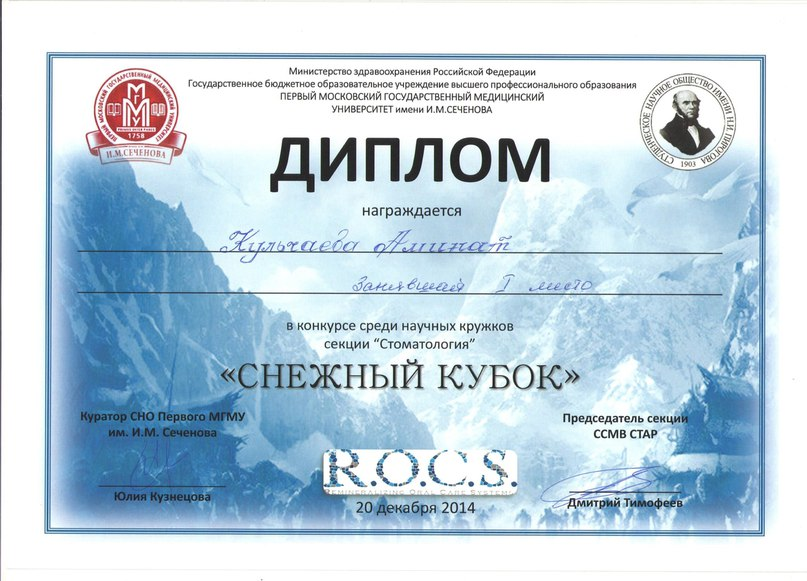 Министерство здравоохранения Российской Федерации
Государственное бюджетное образовательное учреждение высшего профессионального образования
ПЕРВЫЙ МОСКОВСКИЙ ГОСУДАРСТВЕННЫЙ МЕДИЦИНСКИЙ
УНИВЕРСИТЕТ имени И.М.СЕЧЕНОВА
ПЕРВЫЙ МОСКОВСКИЙ ГОСУДАРСТВЕННЫЙ МЕДИЦИНСКИЙ УНИВЕРСИТЕТ
1758
И.М.СЕЧЕНОВА
СТУДЕНЧЕСКОЕ НАУЧНОЕ ОБЩЕСТВО ИМЕНИ Н.И.ПИРОГОВА
1903
ДИПЛОМ
награждается
Кульчаева Аминат
занявшая I место
в конкурсе среди научных кружков
секции “Стоматология”
«СНЕЖНЫЙ КУБОК»
Куратор СНО Первого МГМУ
им. И.М. Сеченова
Юлия Кузнецова
Председатель секции
ССМВ СТАР
Дмитрий Тимофеев
R.O.C.S.
Remineralizing Oral Care Systems
20 декабря 2014